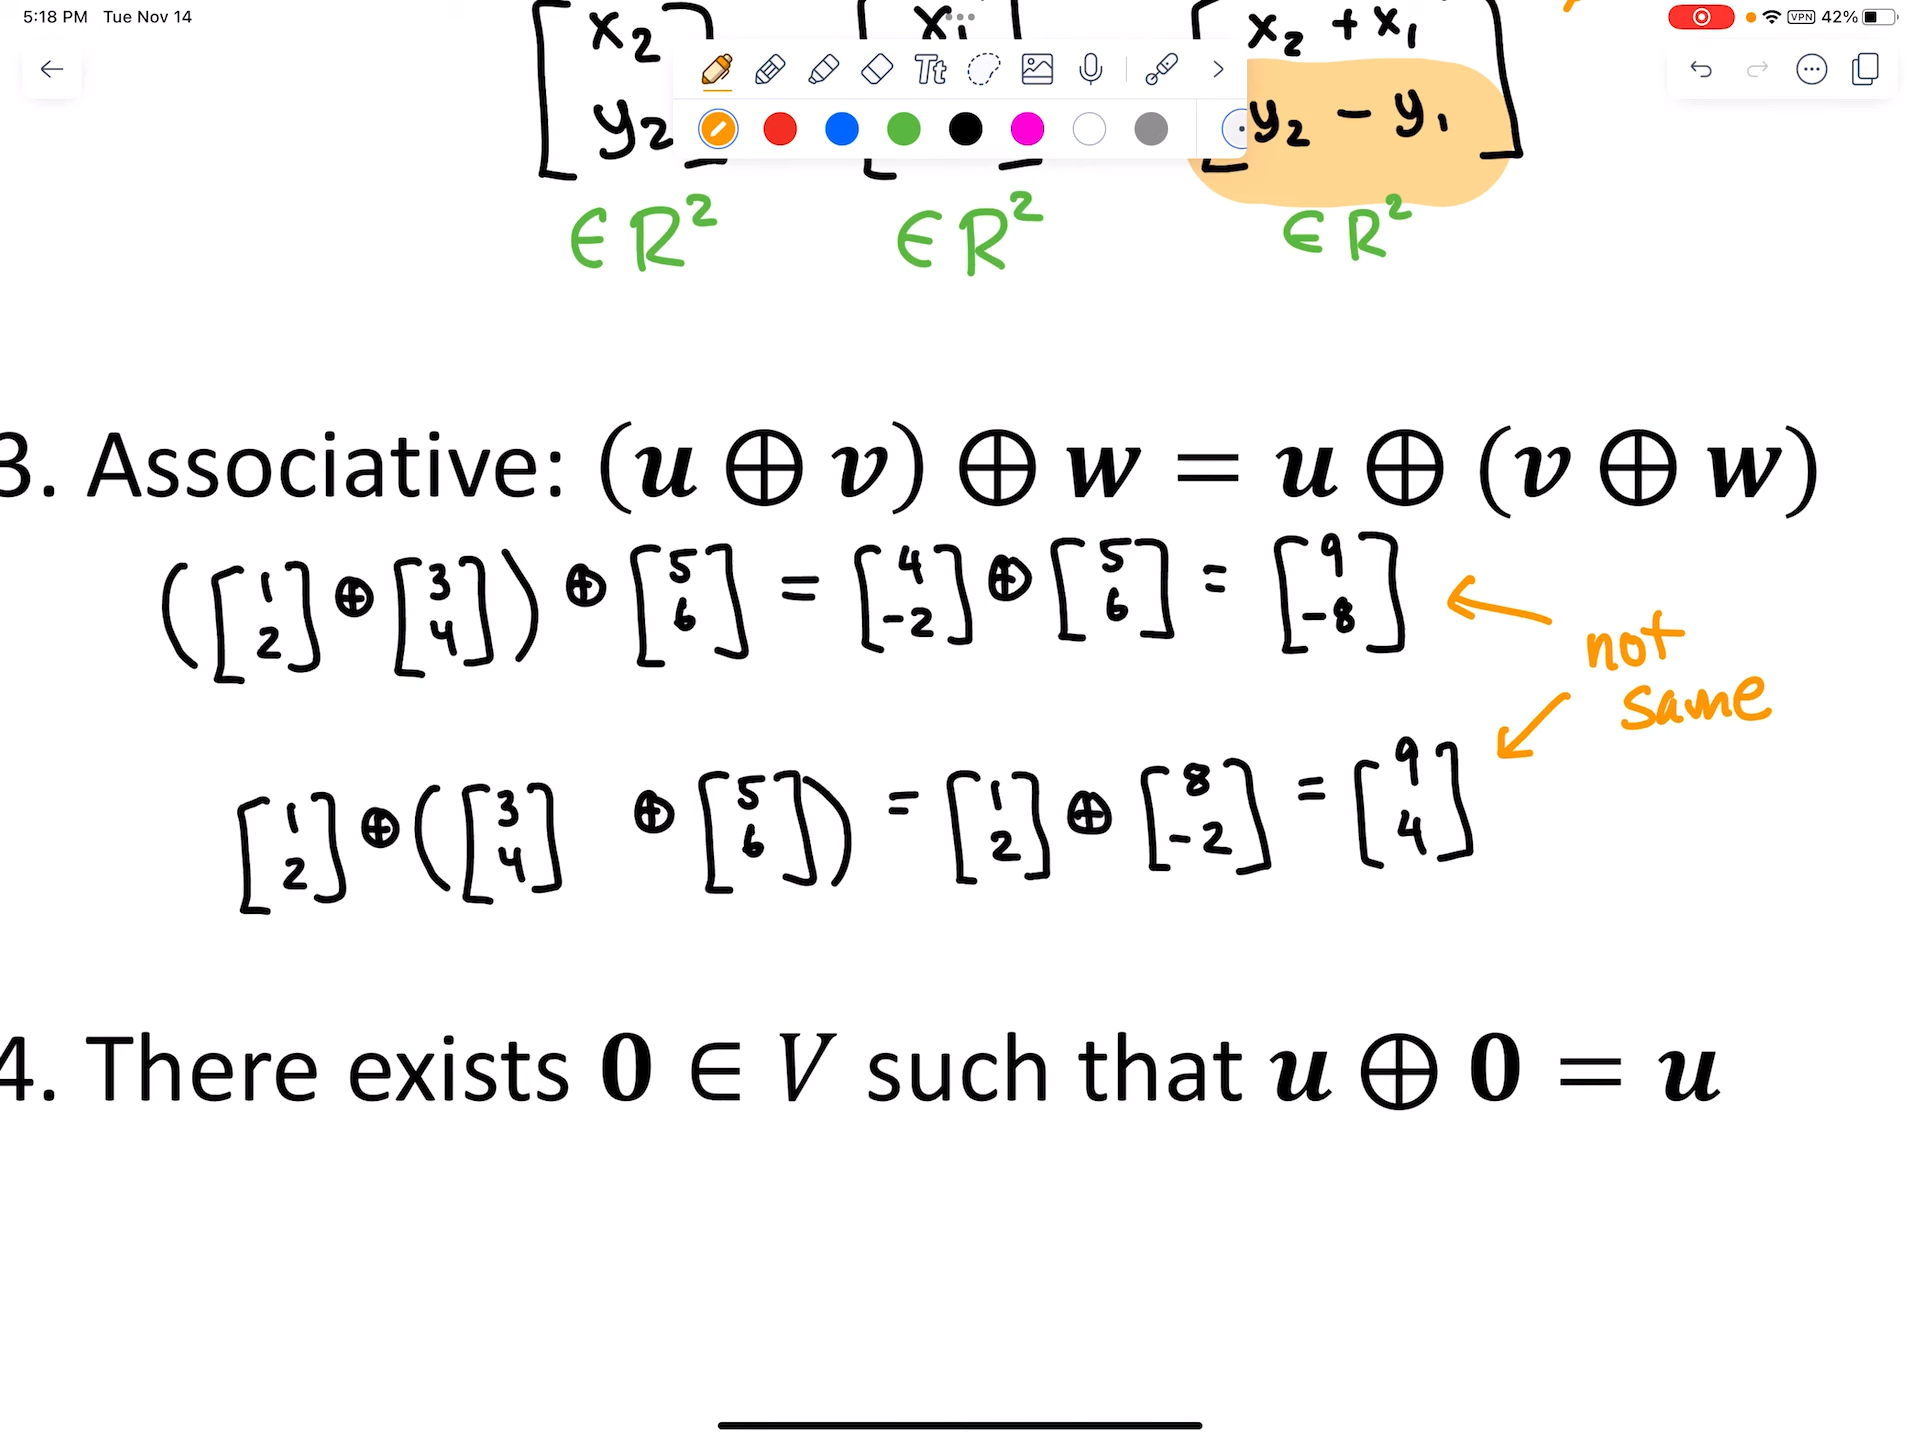 5:18 PM Tue Nov 14
VPN 42%
[x₂ y₂] [x₁ [x₂ + x₁ y₂ − y₁]
Tt
∈ R² ∈ R² ∈ R²
3. Associative: (u ⊕ v) ⊕ w = u ⊕ (v ⊕ w)
([1 2] ⊕ [3 4]) ⊕ [5 6] = [4 -2] ⊕ [5 6] = [9 -8]
not
same
[1 2] ⊕ ([3 4] ⊕ [5 6]) = [1 2] ⊕ [8 -2] = [9 4]
4. There exists 0 ∈ V such that u ⊕ 0 = u